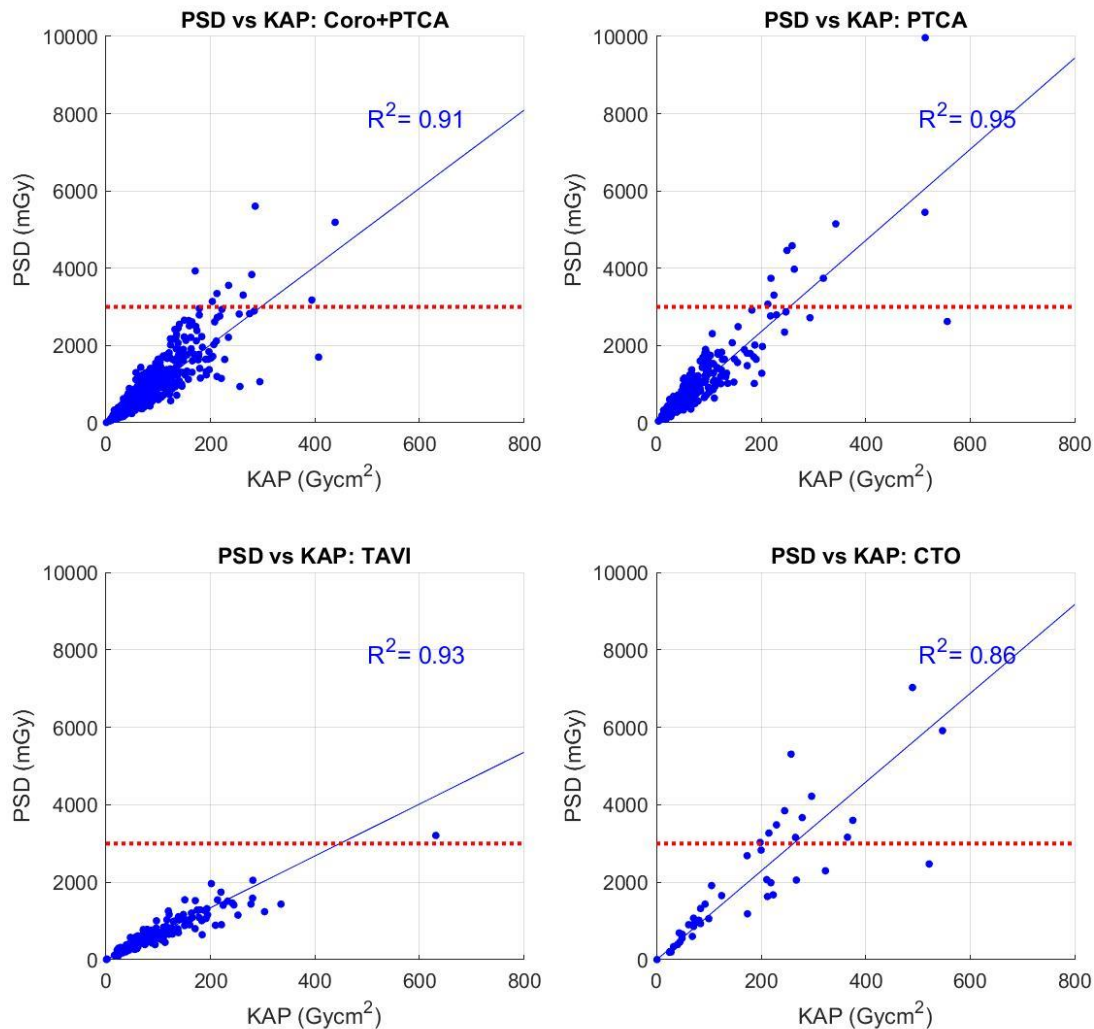 PSD vs KAP: Coro+PTCA
10000
8000
6000
4000
2000
0
PSD (mGy)
R²= 0.91
0 200 400 600 800
KAP (Gycm²)
PSD vs KAP: PTCA
10000
8000
6000
4000
2000
0
PSD (mGy)
R²= 0.95
0 200 400 600 800
KAP (Gycm²)
PSD vs KAP: TAVI
10000
8000
6000
4000
2000
0
PSD (mGy)
R²= 0.93
0 200 400 600 800
KAP (Gycm²)
PSD vs KAP: CTO
10000
8000
6000
4000
2000
0
PSD (mGy)
R²= 0.86
0 200 400 600 800
KAP (Gycm²)